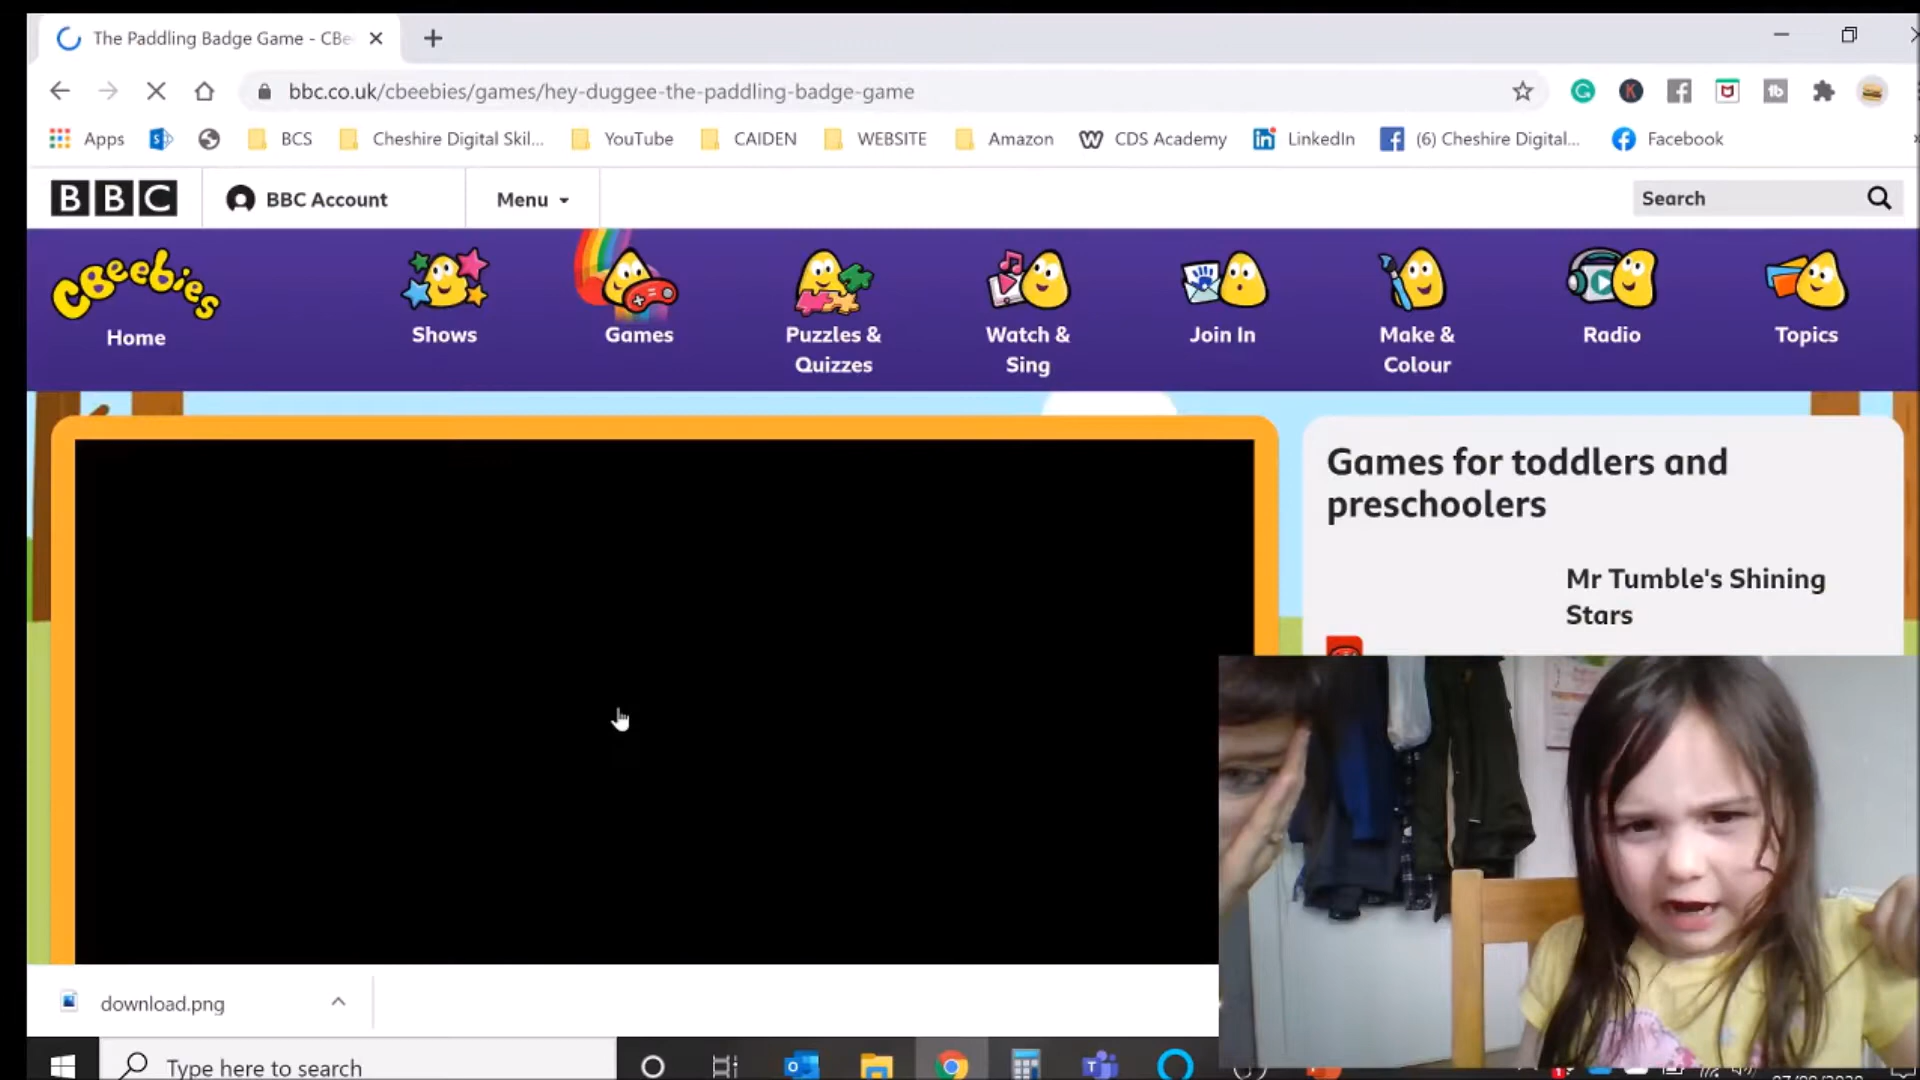 The Paddling Badge Game - CBe
bbc.co.uk/cbeebies/games/hey-duggee-the-paddling-badge-game
Apps BCS Cheshire Digital Skil... YouTube CAIDEN WEBSITE Amazon CDS Academy LinkedIn (6) Cheshire Digital... Facebook
BBC BBC Account Menu Search
CBeebies
Home Shows Games Puzzles & Quizzes Watch & Sing Join In Make & Colour Radio Topics
Games for toddlers and
preschoolers
Mr Tumble's Shining
Stars
download.png
Type here to search